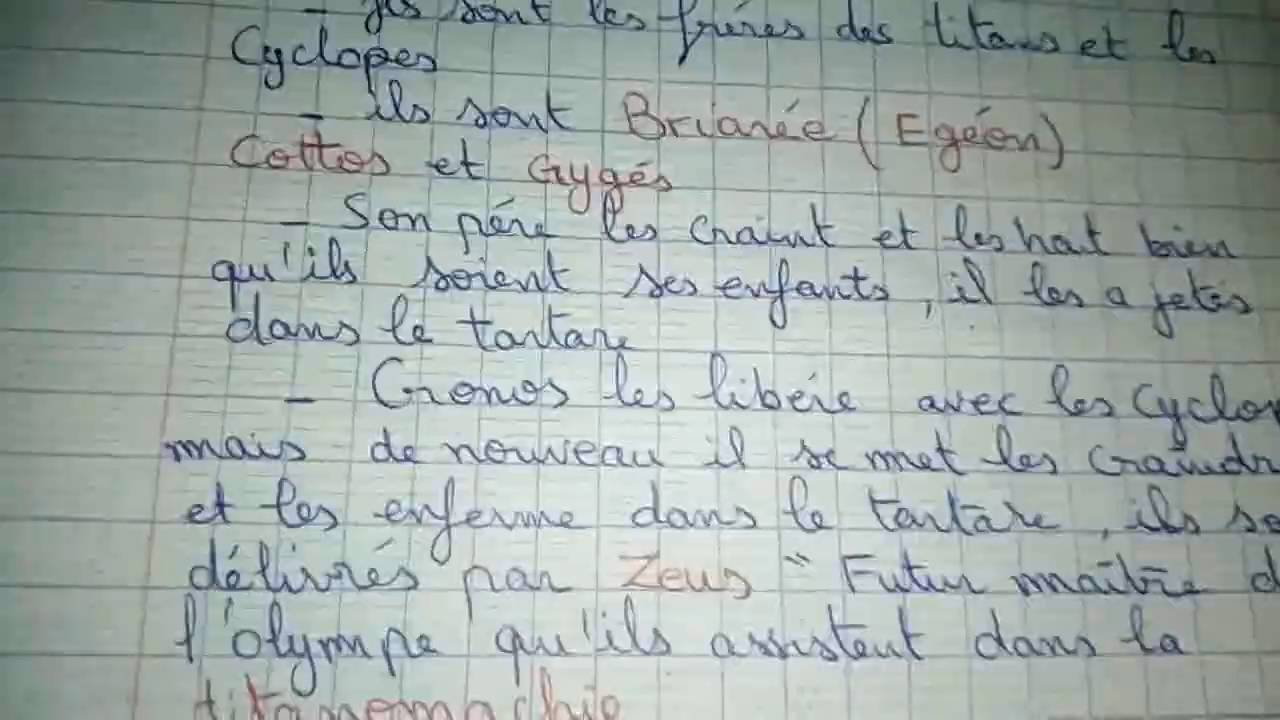 - Ils sont les frères des titans et les
Cyclopes
- ils sont Briarée (Egéon)
Cottos et Gygés
- Son père les craint et les hait bien
qu'ils soient ses enfants, il les a jetés
dans le tartare
- Cronos les libére avec les Cyclop
mais de nouveau il se met les craindr
et les enferme dans le tartare, ils so
délivrés par Zeus " Futur maître d
l'olympe qu'ils assistent dans la